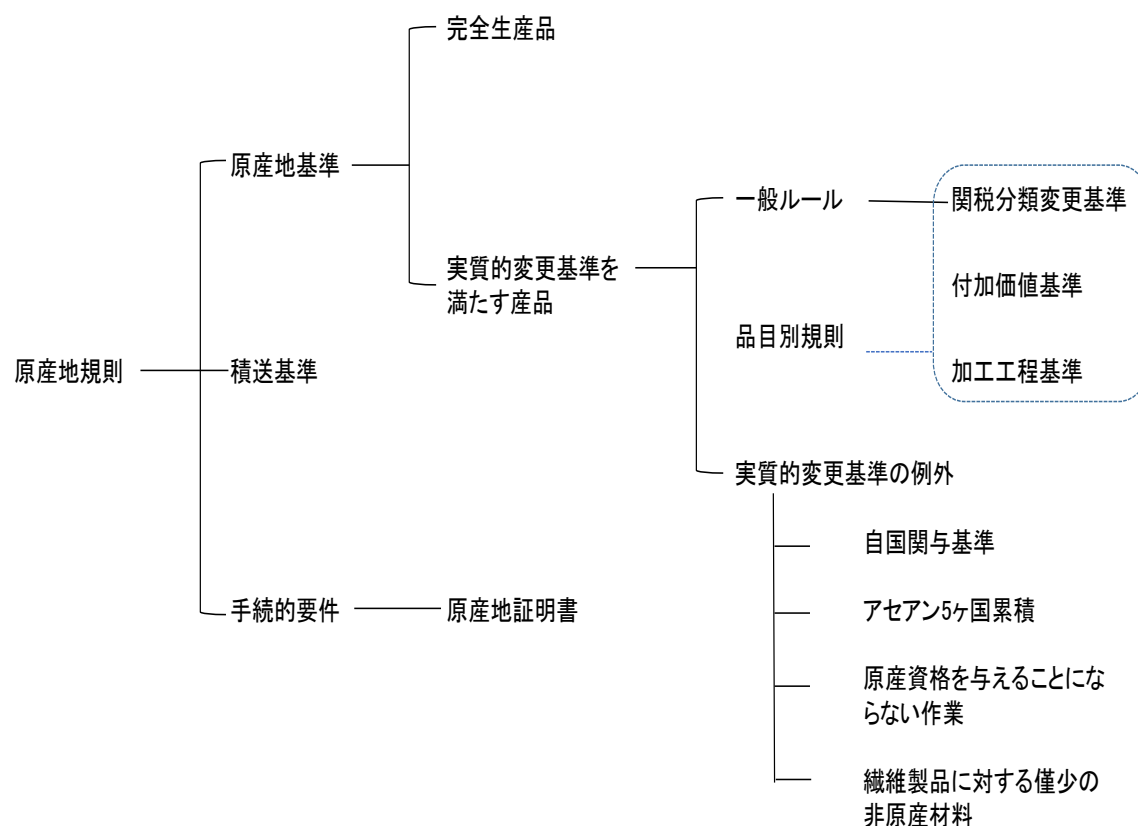 完全生産品
原産地基準
一般ルール
関税分類変更基準
実質的変更基準を
満たす産品
付加価値基準
品目別規則
原産地規則
積送基準
加工工程基準
実質的変更基準の例外
自国関与基準
手続的要件
原産地証明書
アセアン5ヶ国累積
原産資格を与えることにな
らない作業
繊維製品に対する僅少の
非原産材料